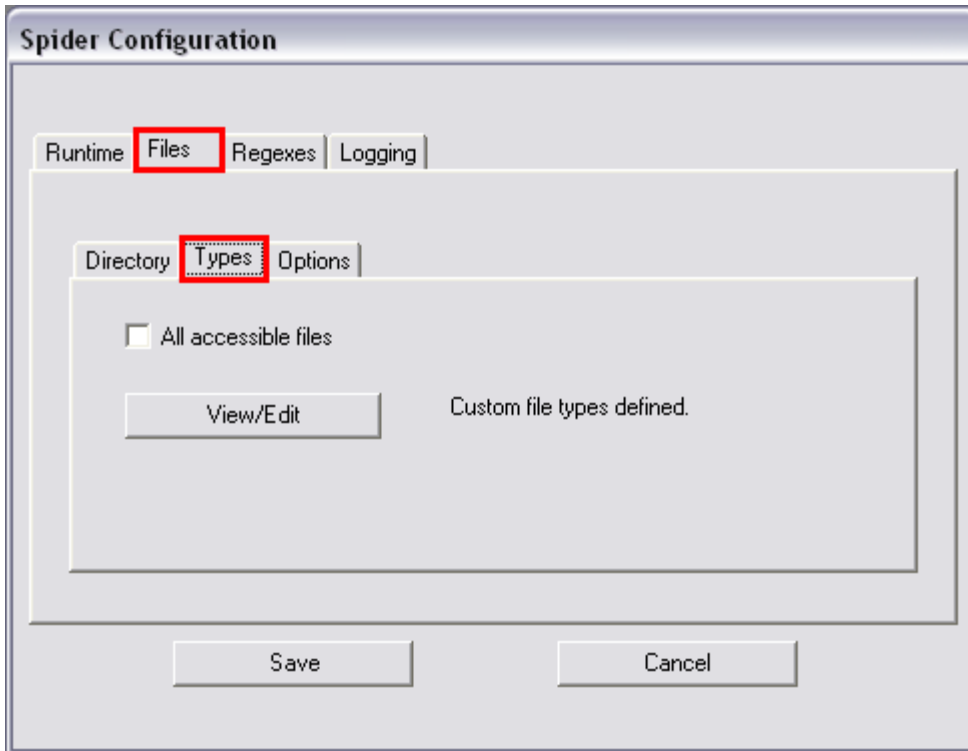 Spider Configuration
Runtime Files Regexes Logging
Directory Types Options
All accessible files
View/Edit Custom file types defined.
Save Cancel